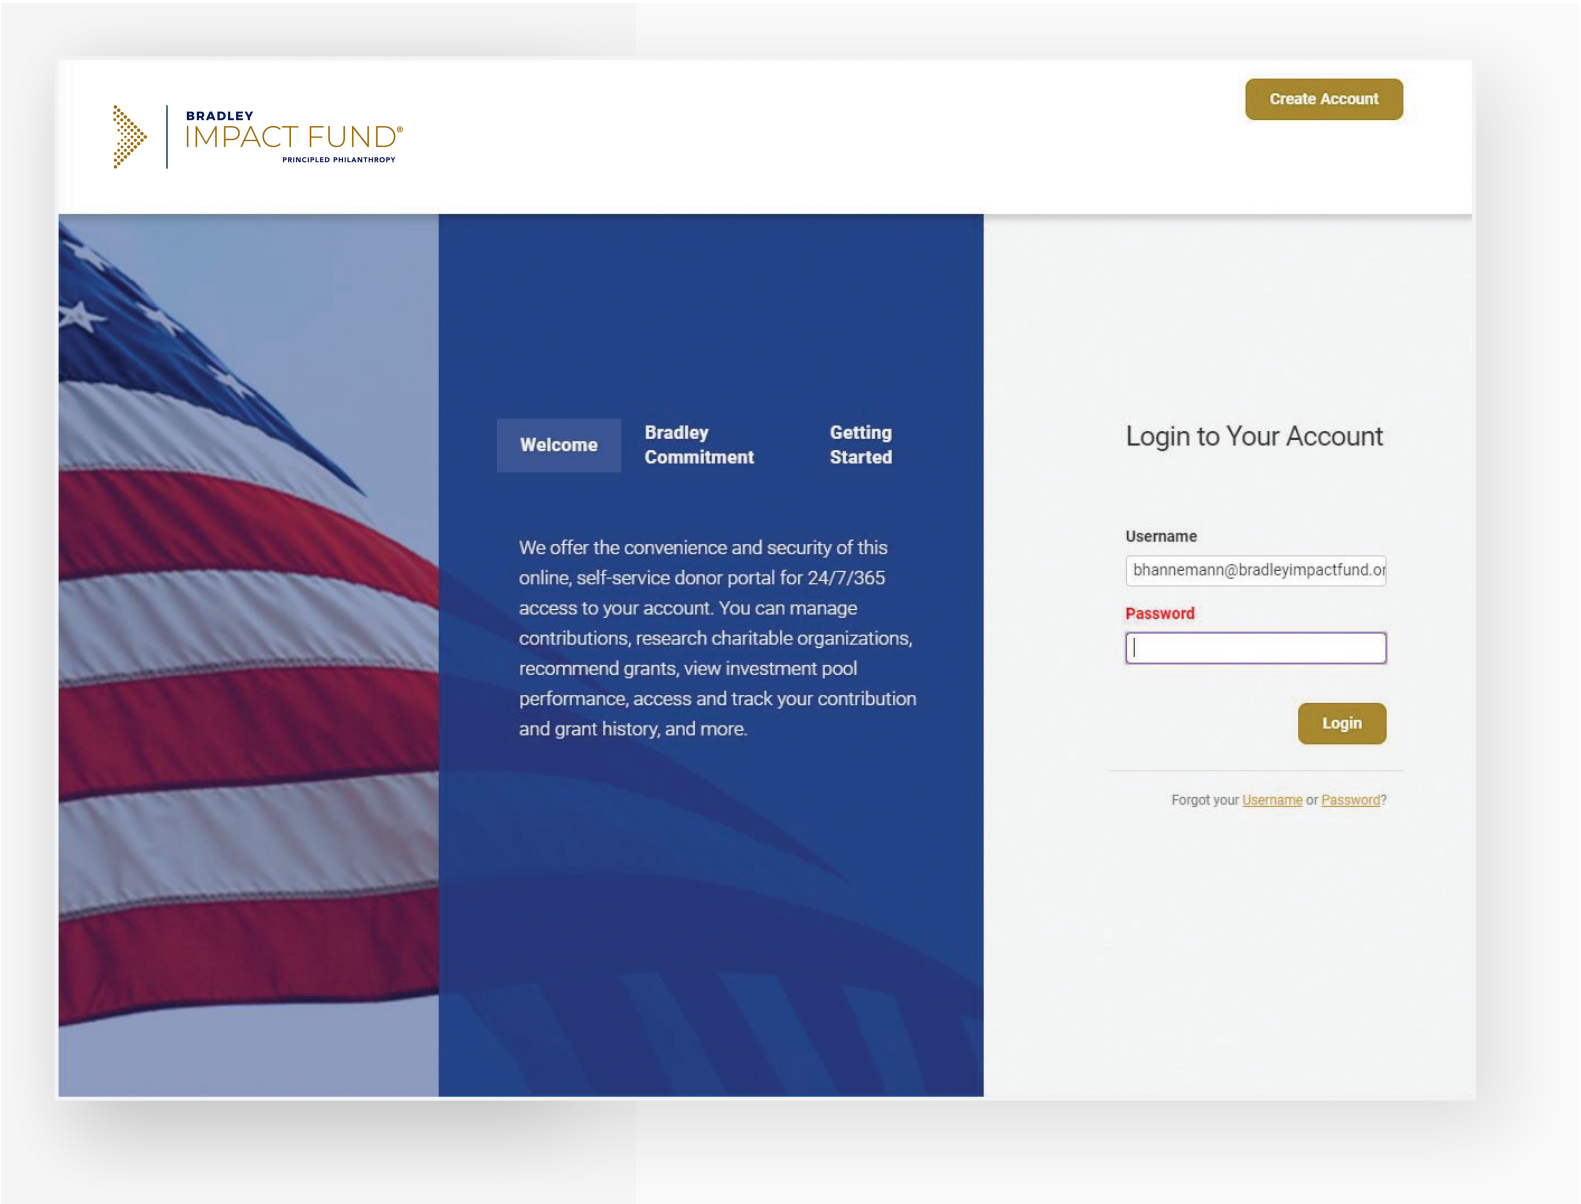 BRADLEY
IMPACT FUND®
PRINCIPLED PHILANTHROPY
Create Account
Welcome
Bradley
Commitment
Getting
Started
We offer the convenience and security of this
online, self-service donor portal for 24/7/365
access to your account. You can manage
contributions, research charitable organizations,
recommend grants, view investment pool
performance, access and track your contribution
and grant history, and more.
Login to Your Account
Username
bhannemann@bradleyimpactfund.or
Password
Login
Forgot your Username or Password?